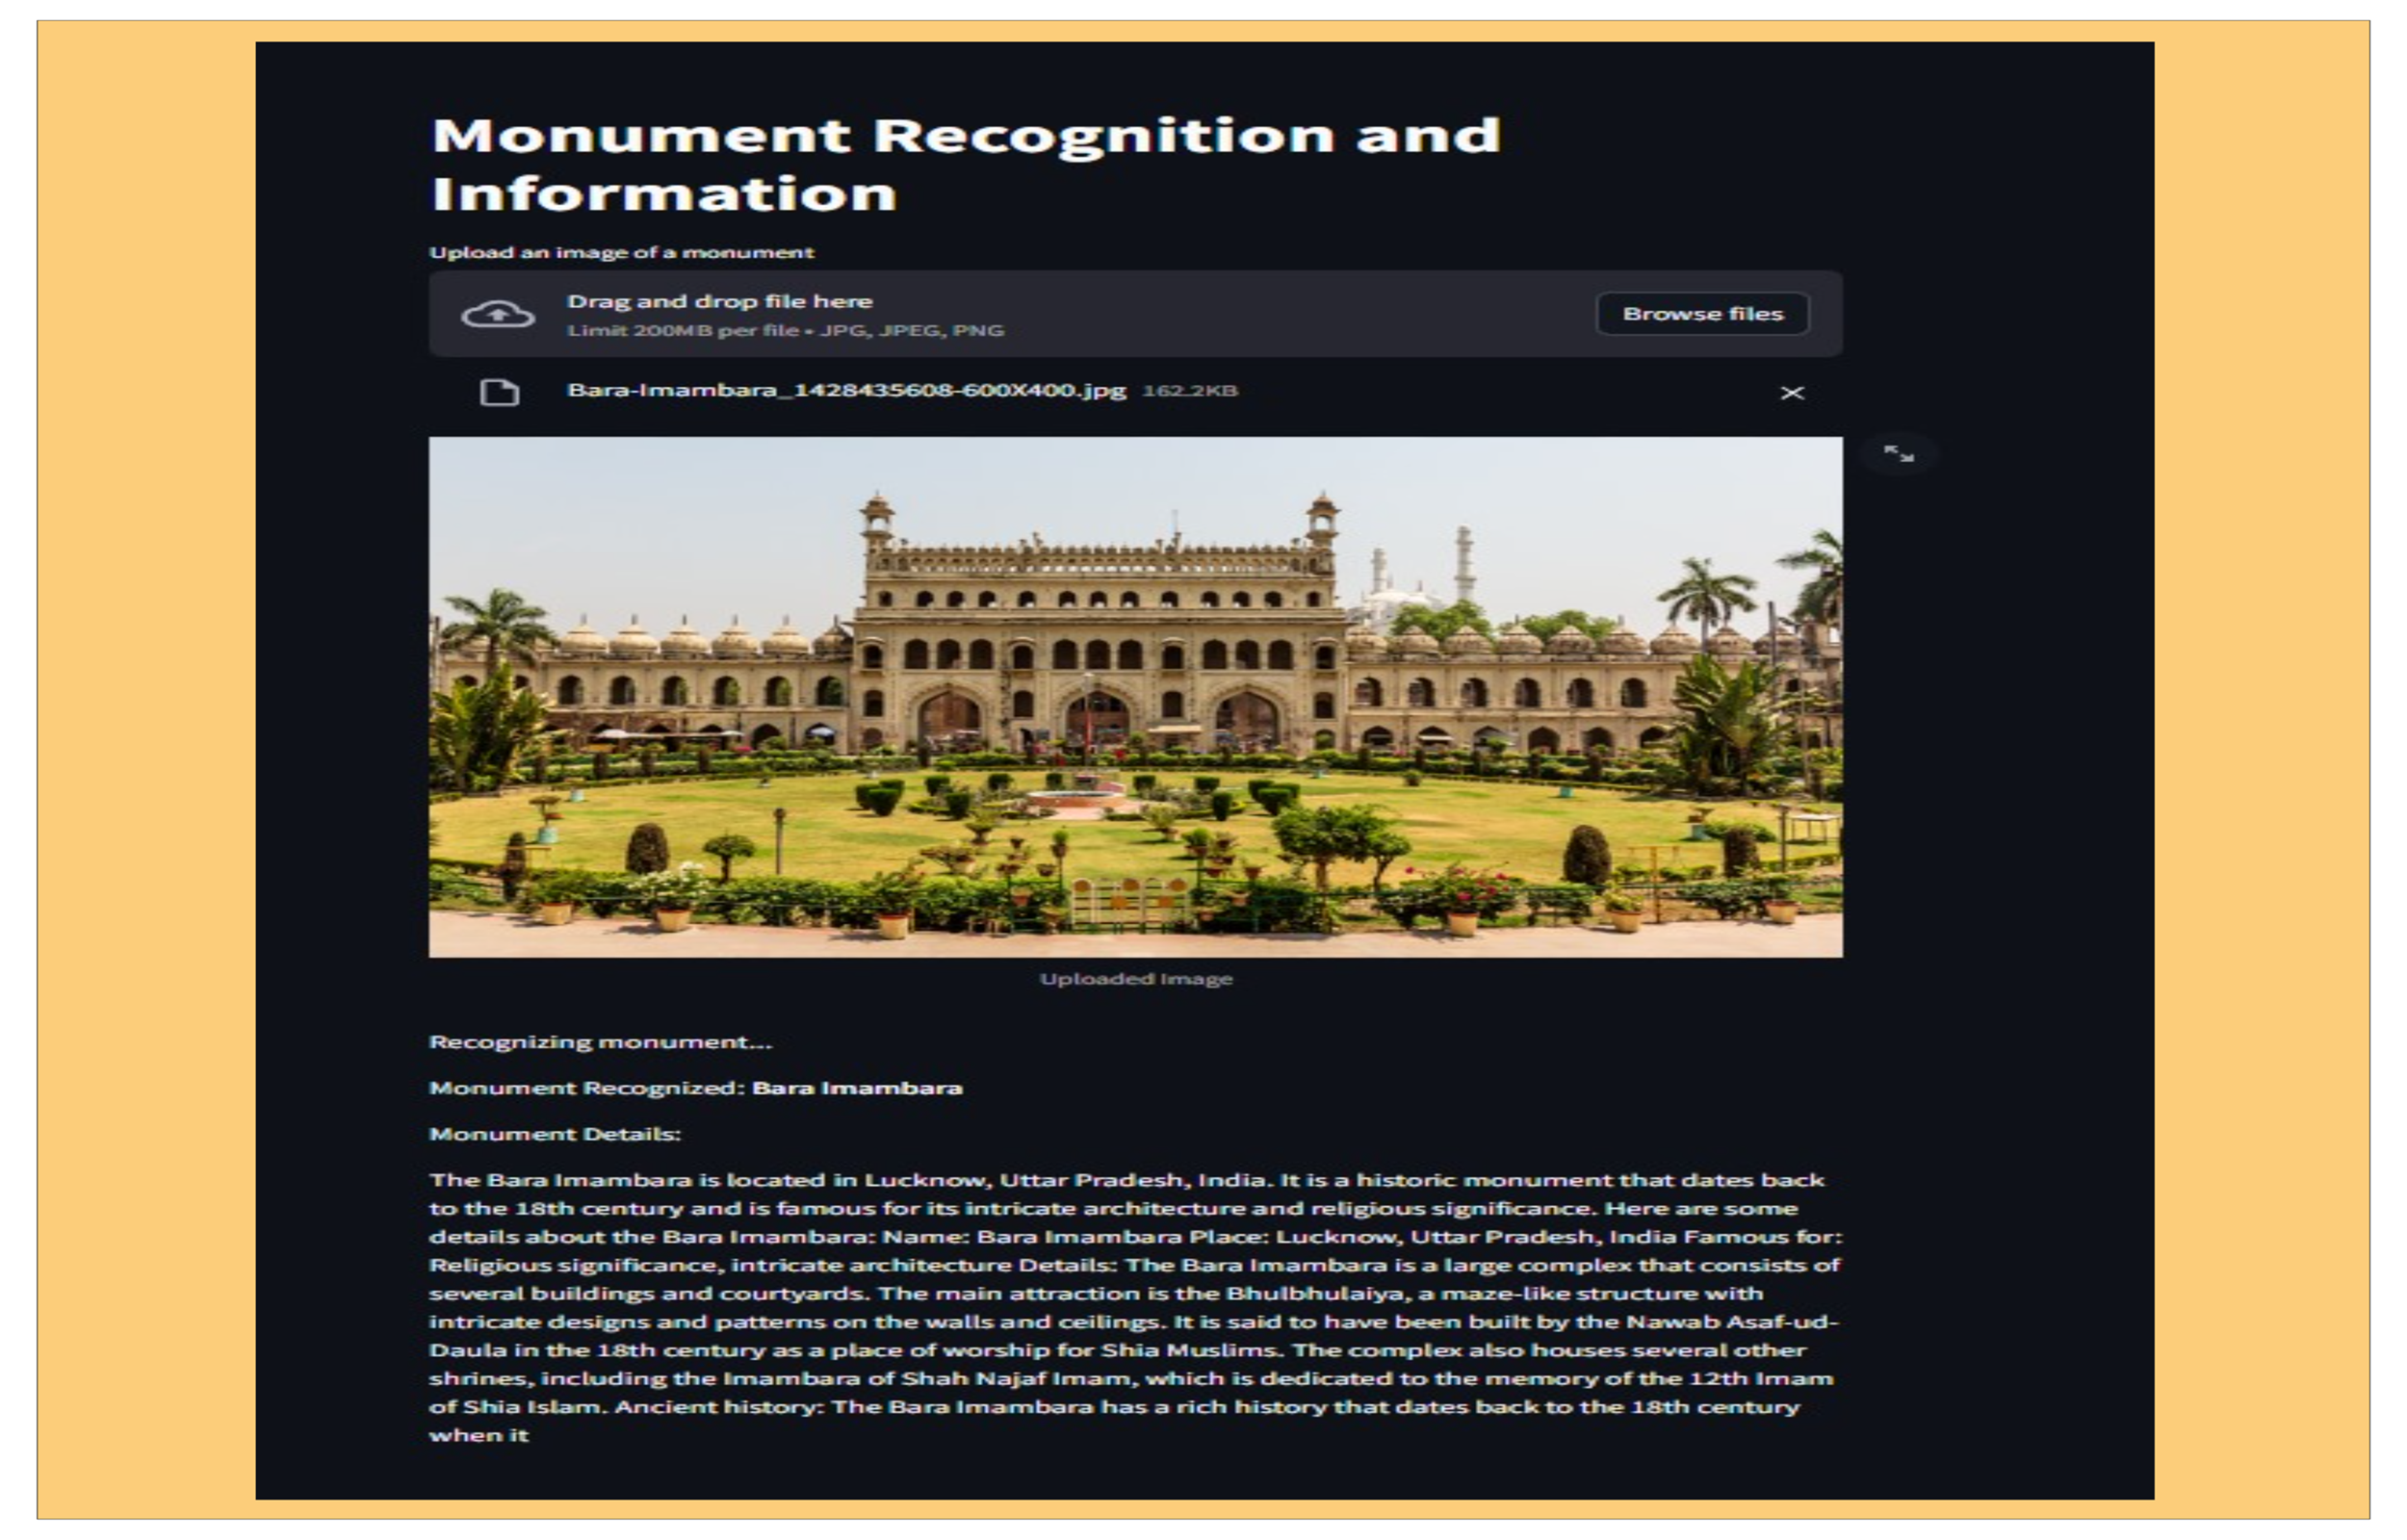 Monument Recognition and
Information
Upload an image of a monument
Drag and drop file here
Limit 200MB per file • JPG, JPEG, PNG
Browse files
Bara-Imambara_1428435608-600X400.jpg 162.2KB
Uploaded Image
Recognizing monument...
Monument Recognized: Bara Imambara
Monument Details:
The Bara Imambara is located in Lucknow, Uttar Pradesh, India. It is a historic monument that dates back
to the 18th century and is famous for its intricate architecture and religious significance. Here are some
details about the Bara Imambara: Name: Bara Imambara Place: Lucknow, Uttar Pradesh, India Famous for:
Religious significance, intricate architecture Details: The Bara Imambara is a large complex that consists of
several buildings and courtyards. The main attraction is the Bhulbhulaiya, a maze-like structure with
intricate designs and patterns on the walls and ceilings. It is said to have been built by the Nawab Asaf-ud-
Daula in the 18th century as a place of worship for Shia Muslims. The complex also houses several other
shrines, including the Imambara of Shah Najaf Imam, which is dedicated to the memory of the 12th Imam
of Shia Islam. Ancient history: The Bara Imambara has a rich history that dates back to the 18th century
when it